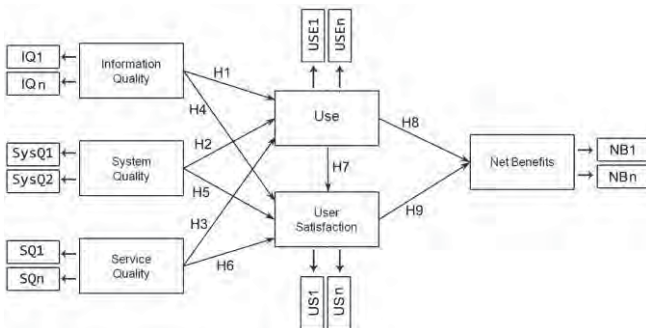 USE1
USEn
IQ1
IQn
Information
Quality
H1
H4
Use
H8
SysQ1
SysQ2
System
Quality
H2
H5
H7
Net Benefits
NB1
NBn
H3
H9
SQ1
SQn
Service
Quality
H6
User
Satisfaction
US1
USn